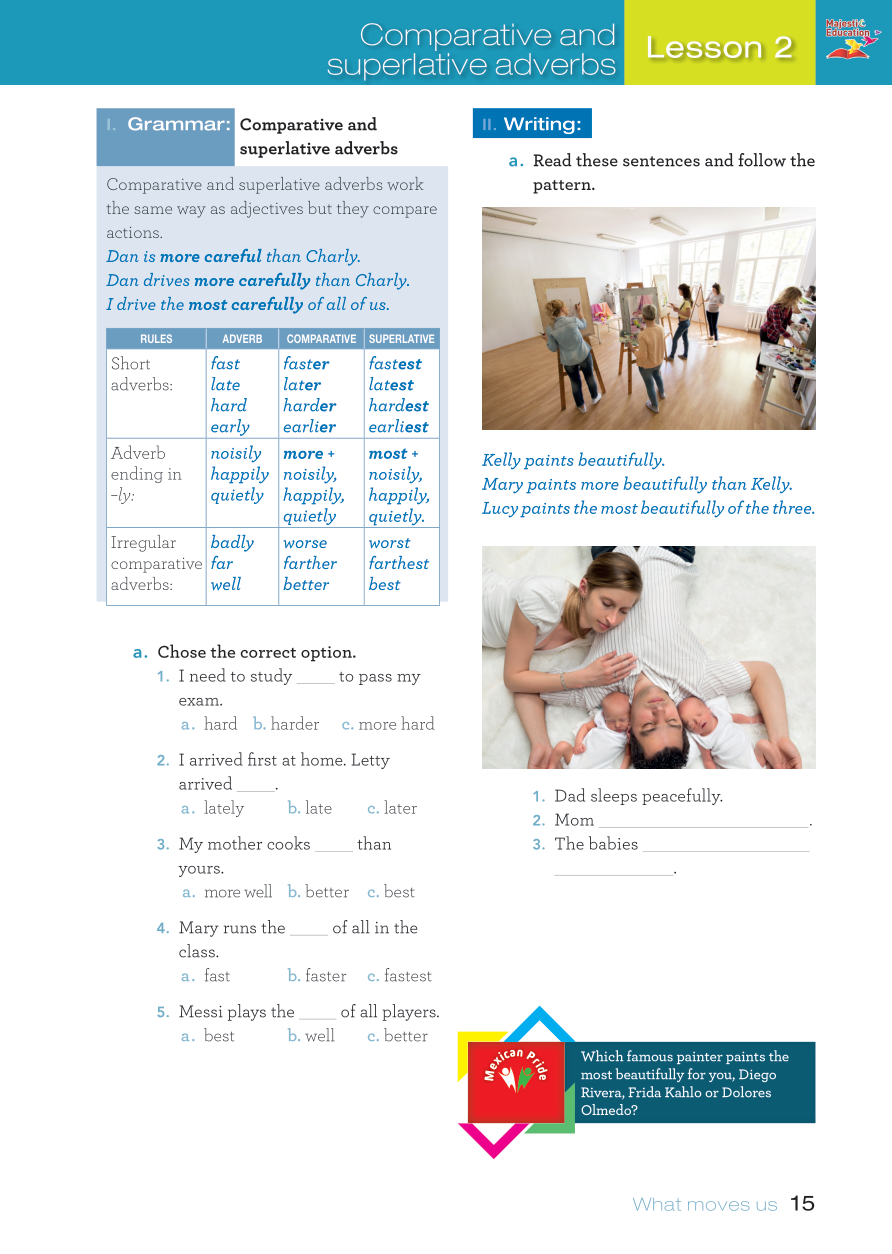 Comparative and
superlative adverbs
Lesson 2
Majestic
Education
I. Grammar: Comparative and
superlative adverbs
Comparative and superlative adverbs work
the same way as adjectives but they compare
actions.
Dan is more careful than Charly.
Dan drives more carefully than Charly.
I drive the most carefully of all of us.
RULES ADVERB COMPARATIVE SUPERLATIVE
Short fast faster fastest
adverbs: late later latest
hard harder hardest
early earlier earliest
Adverb noisily more + most +
ending in happily noisily, noisily,
–ly: quietly happily, happily,
quietly quietly.
Irregular badly worse worst
comparative far farther farthest
adverbs: well better best
a. Chose the correct option.
1. I need to study ____ to pass my
exam.
a. hard b. harder c. more hard
2. I arrived first at home. Letty
arrived ____.
a. lately b. late c. later
3. My mother cooks ____ than
yours.
a. more well b. better c. best
4. Mary runs the ____ of all in the
class.
a. fast b. faster c. fastest
5. Messi plays the ____ of all players.
a. best b. well c. better
II. Writing:
a. Read these sentences and follow the
pattern.
Kelly paints beautifully.
Mary paints more beautifully than Kelly.
Lucy paints the most beautifully of the three.
1. Dad sleeps peacefully.
2. Mom ______________________.
3. The babies __________________
_____________.
Mexican Pride
Which famous painter paints the
most beautifully for you, Diego
Rivera, Frida Kahlo or Dolores
Olmedo?
What moves us 15